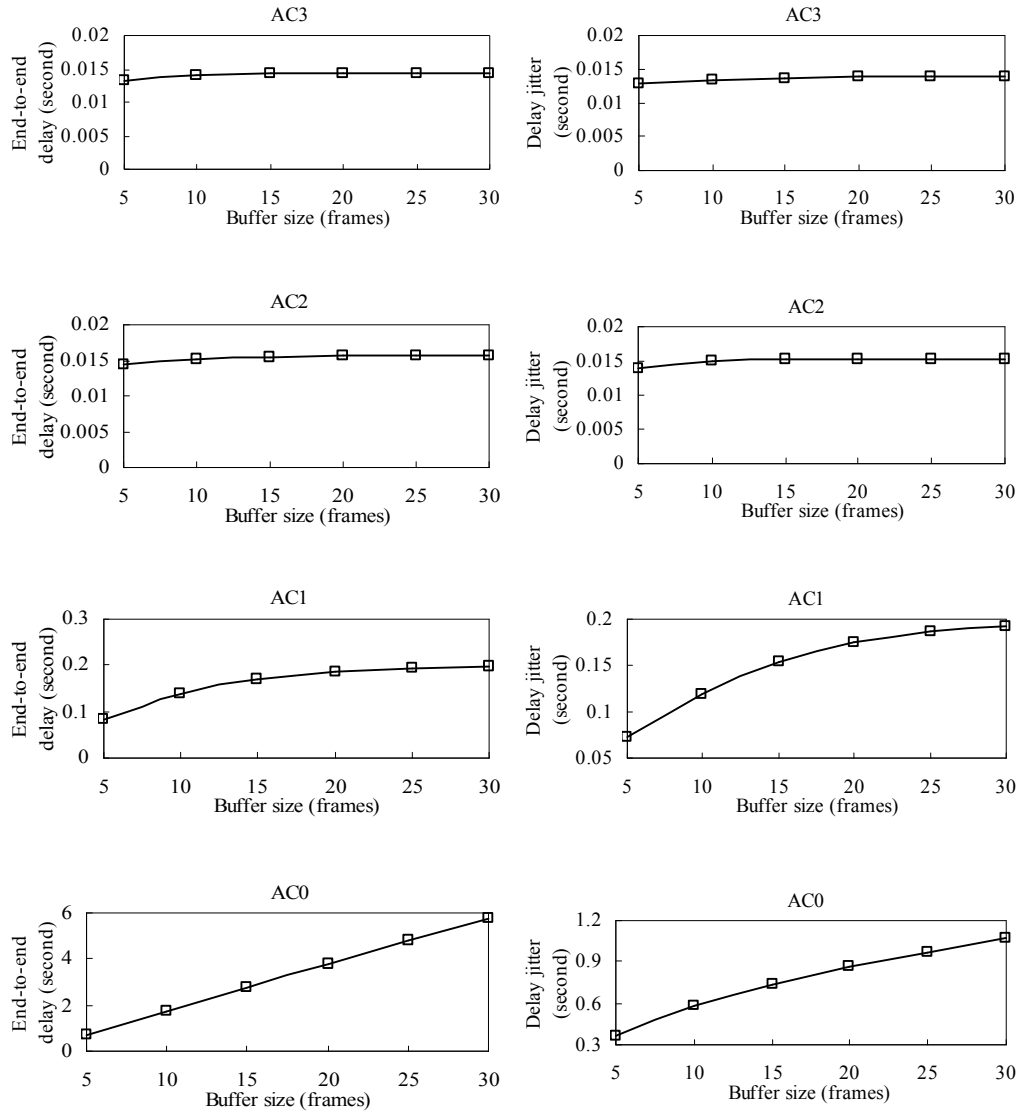 AC3
End-to-end
delay (second)
0.02
0.015
0.01
0.005
0
5 10 15 20 25 30
Buffer size (frames)
AC3
Delay jitter
(second)
0.02
0.015
0.01
0.005
0
5 10 15 20 25 30
Buffer size (frames)
AC2
End-to-end
delay (second)
0.02
0.015
0.01
0.005
0
5 10 15 20 25 30
Buffer size (frames)
AC2
Delay jitter
(second)
0.02
0.015
0.01
0.005
0
5 10 15 20 25 30
Buffer size (frames)
AC1
End-to-end
delay (second)
0.3
0.2
0.1
0
5 10 15 20 25 30
Buffer size (frames)
AC1
Delay jitter
(second)
0.2
0.15
0.1
0.05
5 10 15 20 25 30
Buffer size (frames)
AC0
End-to-end
delay (second)
6
4
2
0
5 10 15 20 25 30
Buffer size (frames)
AC0
Delay jitter
(second)
1.2
0.9
0.6
0.3
5 10 15 20 25 30
Buffer size (frames)